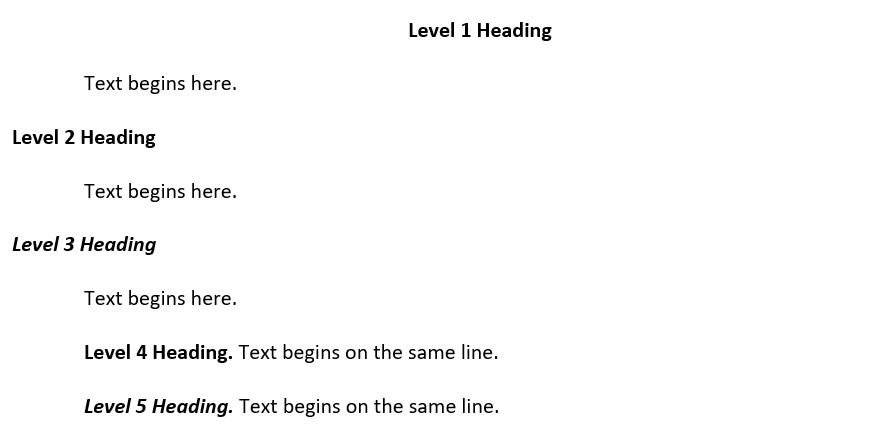 Level 1 Heading
Text begins here.
Level 2 Heading
Text begins here.
Level 3 Heading
Text begins here.
Level 4 Heading. Text begins on the same line.
Level 5 Heading. Text begins on the same line.